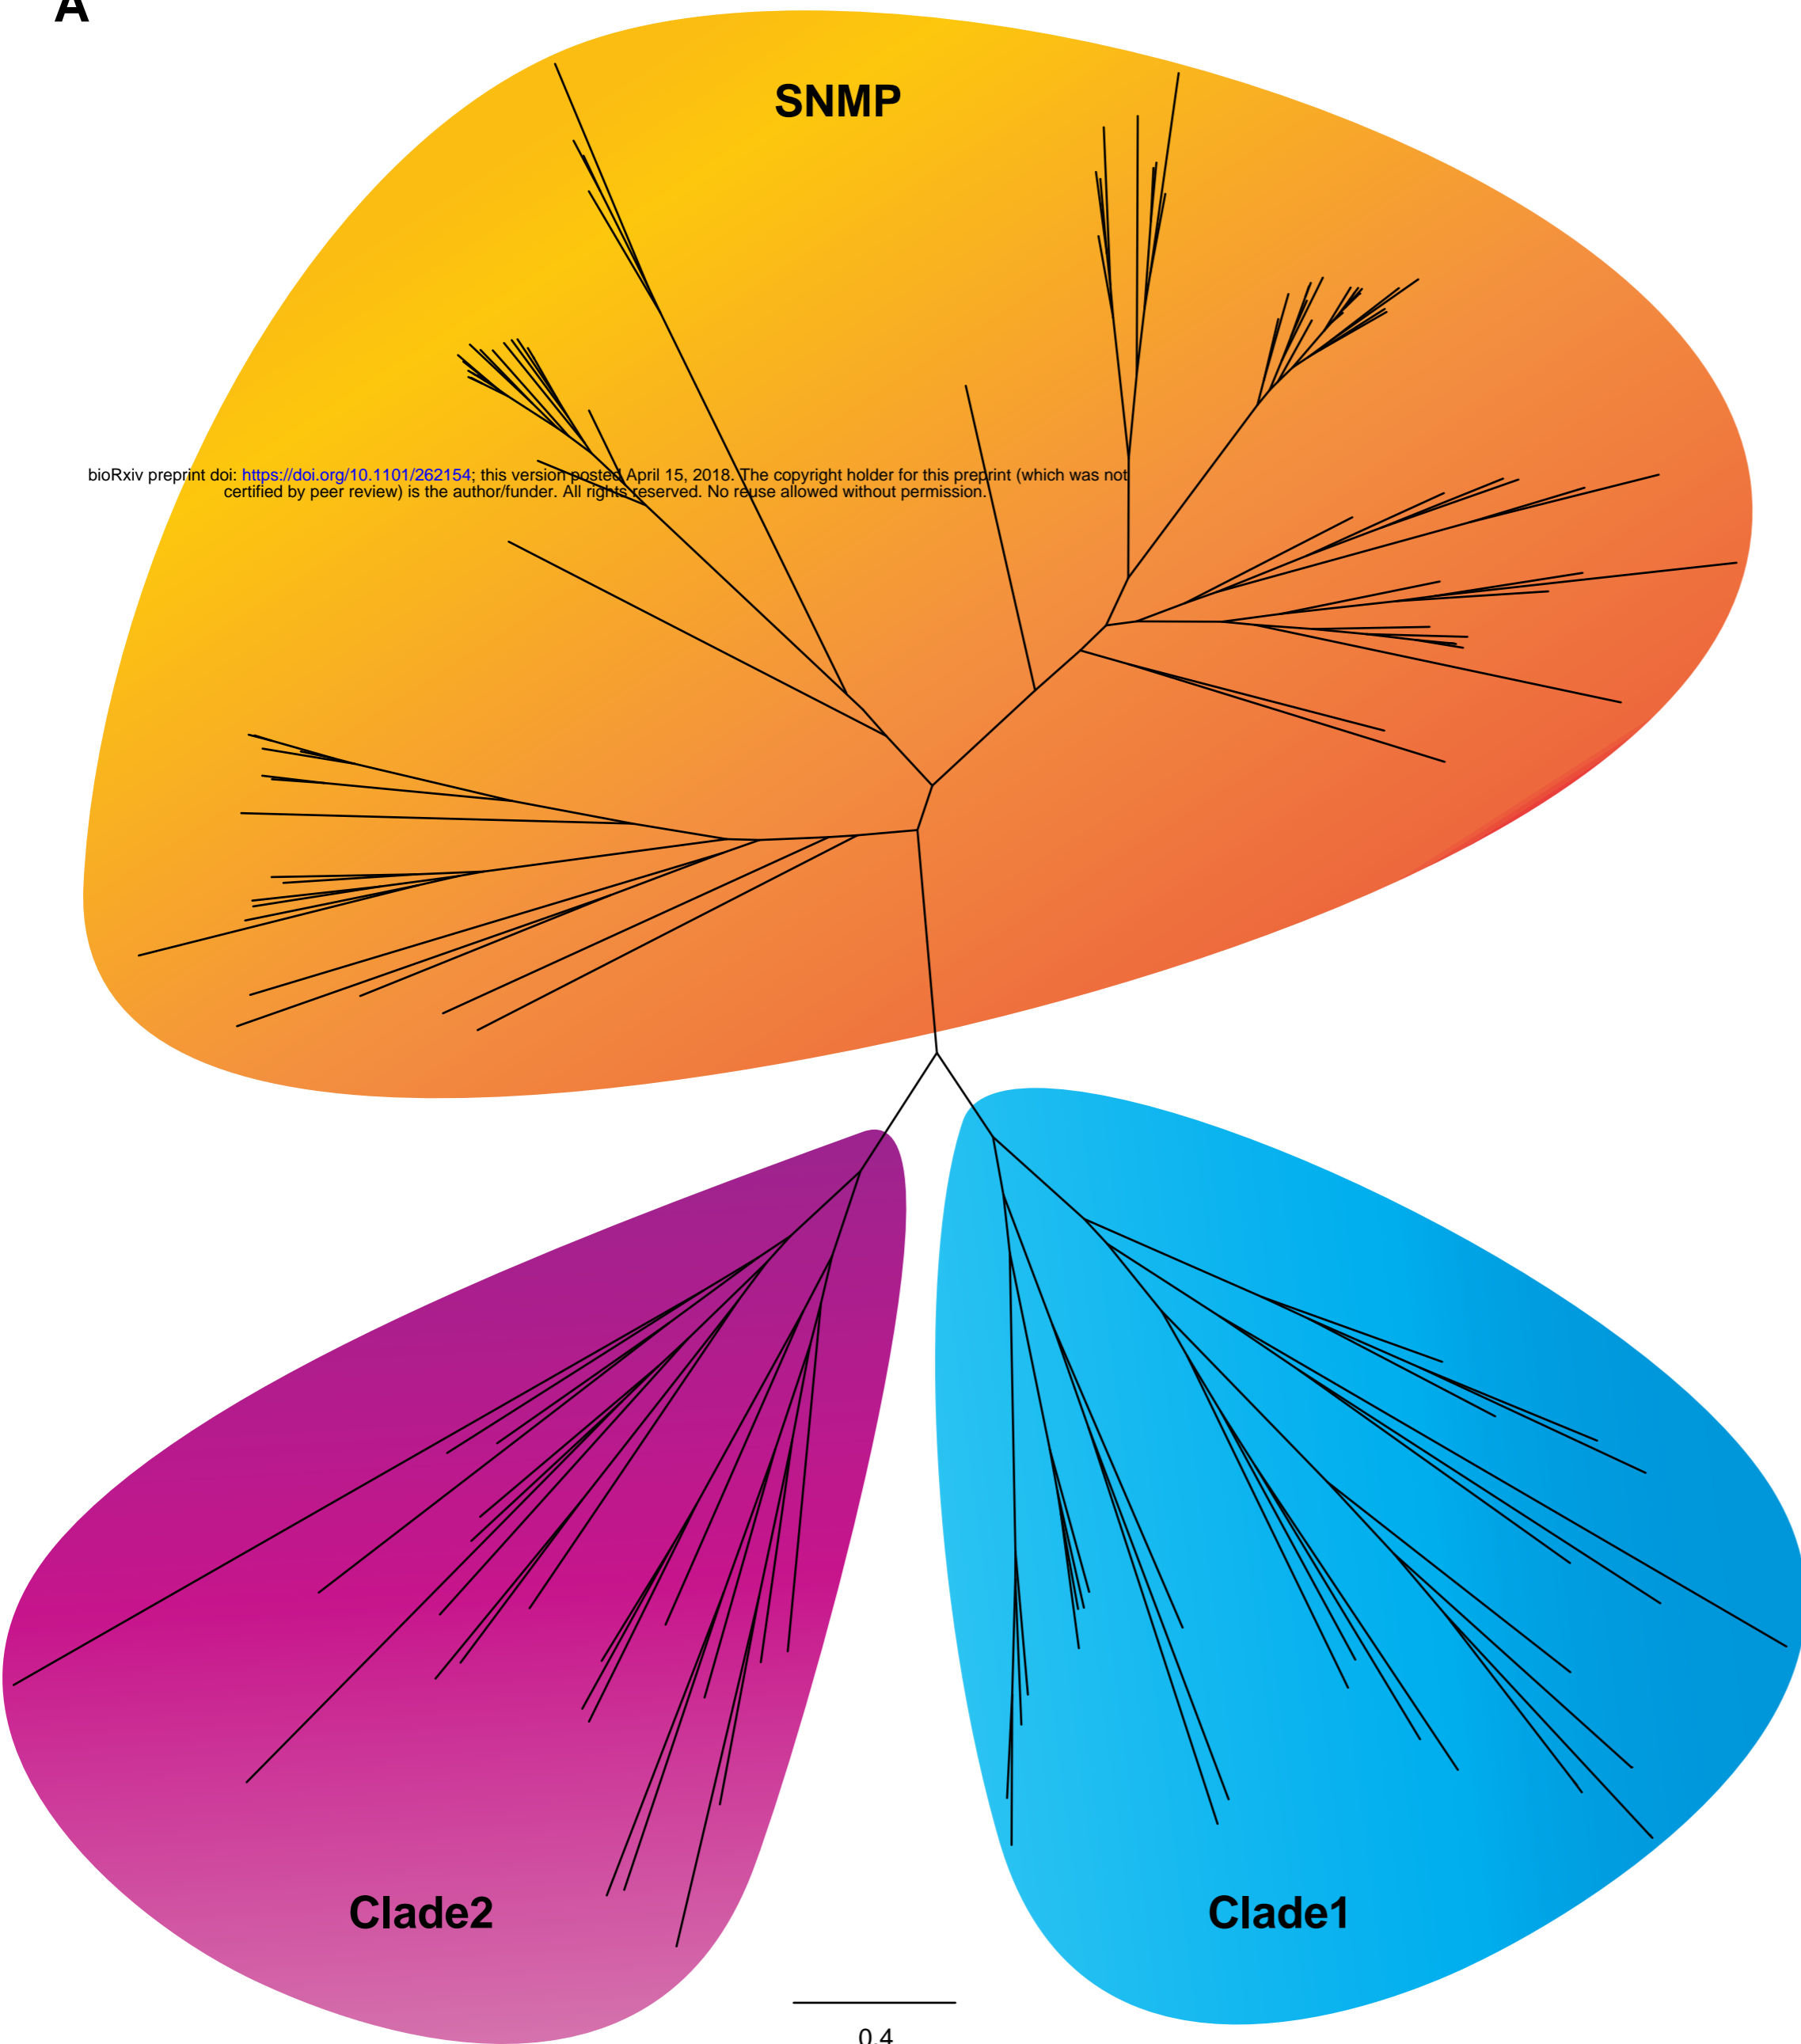 A
SNMP
bioRxiv preprint doi: https://doi.org/10.1101/262154; this version posted April 15, 2018. The copyright holder for this preprint (which was not
certified by peer review) is the author/funder. All rights reserved. No reuse allowed without permission.
Clade2
Clade1
0.4